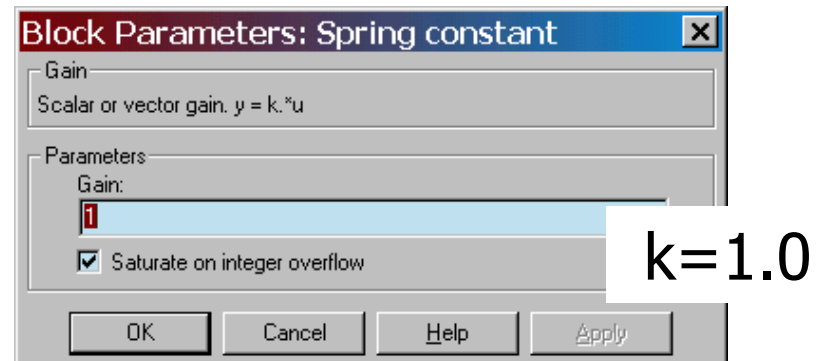 Block Parameters: Spring constant
Gain
Scalar or vector gain. y = k.*u
Parameters
Gain:
1
Saturate on integer overflow
k=1.0
OK Cancel Help Apply